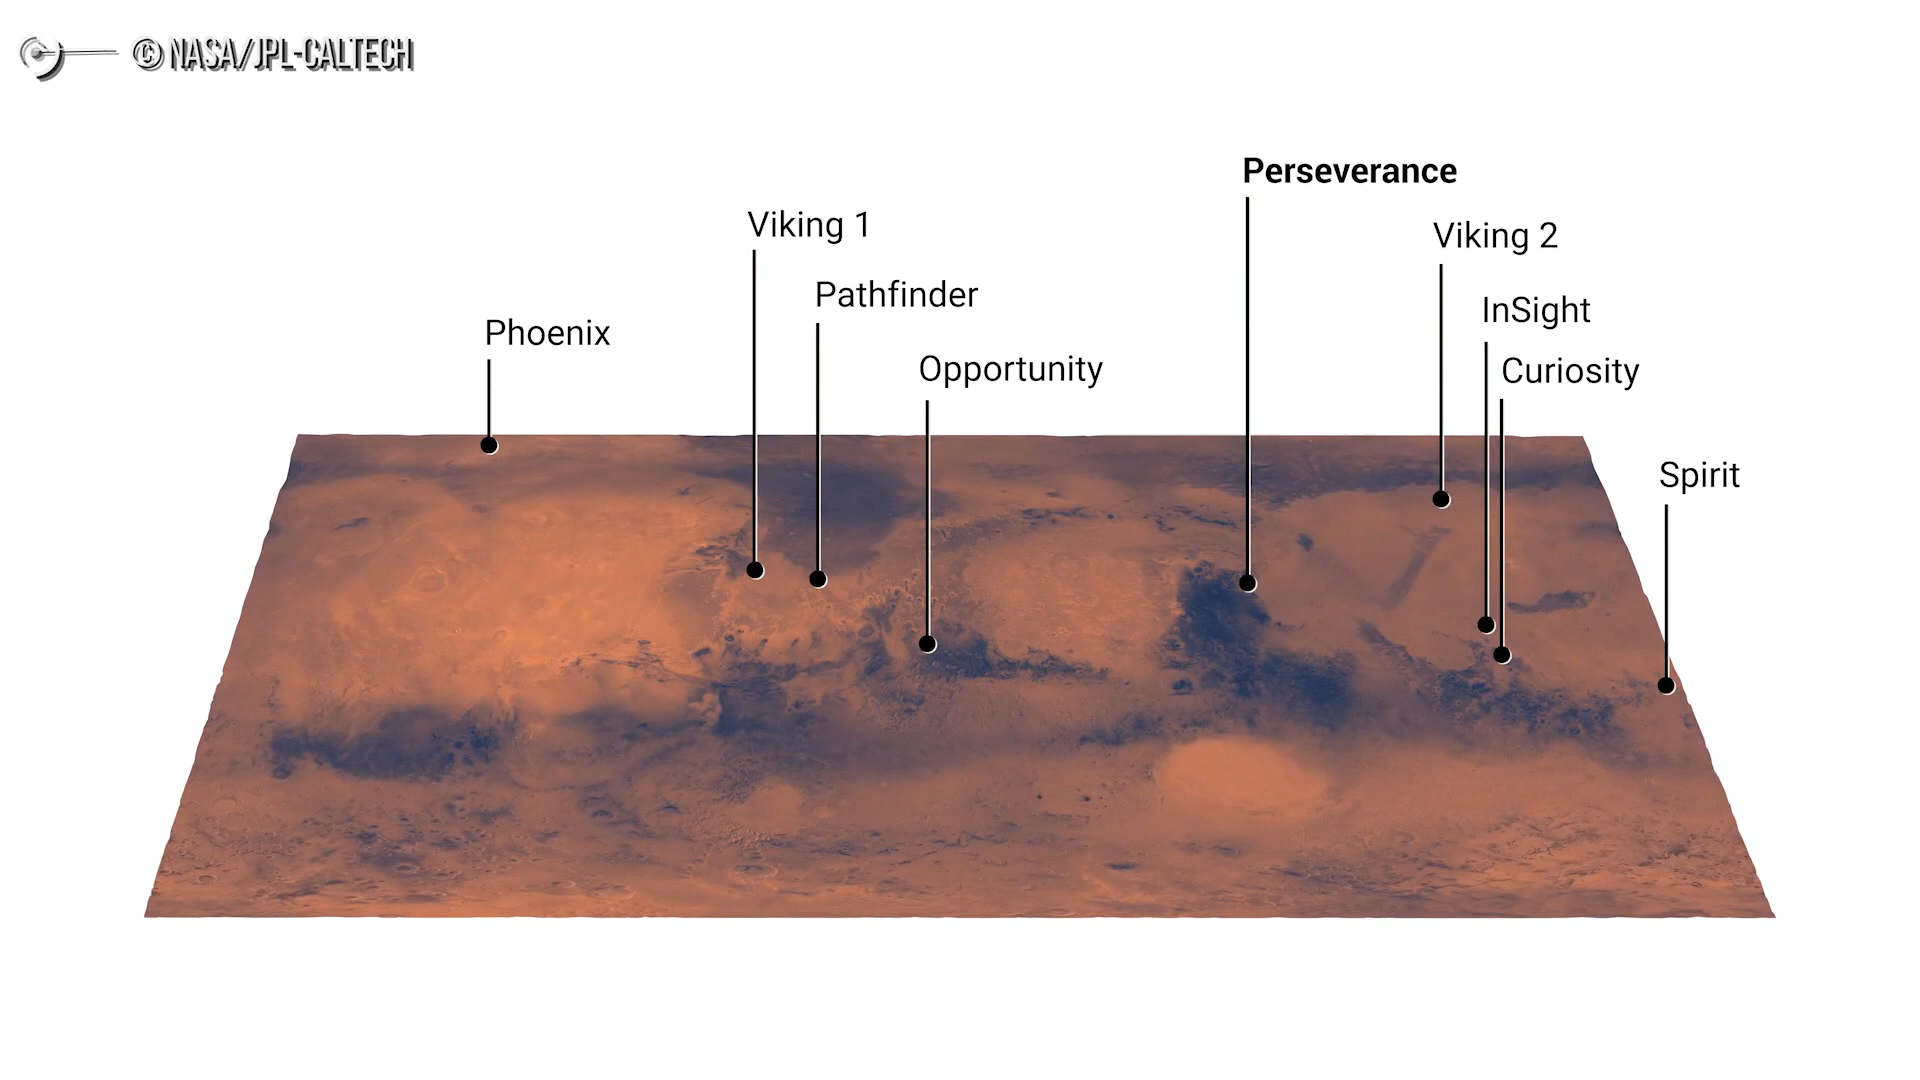 © NASA/JPL-CALTECH
Perseverance
Viking 1
Viking 2
Pathfinder
InSight
Phoenix
Opportunity
Curiosity
Spirit